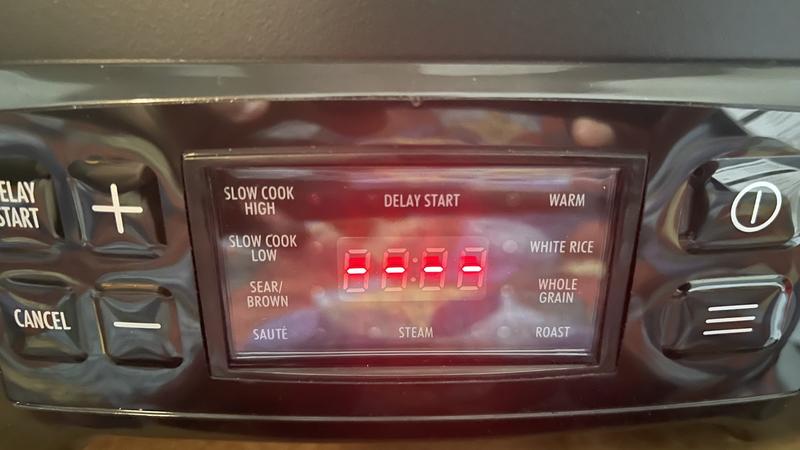 DELAY
START
CANCEL
SLOW COOK
HIGH
SLOW COOK
LOW
SEAR/
BROWN
SAUTÉ
DELAY START
--:--
STEAM
WARM
WHITE RICE
WHOLE
GRAIN
ROAST